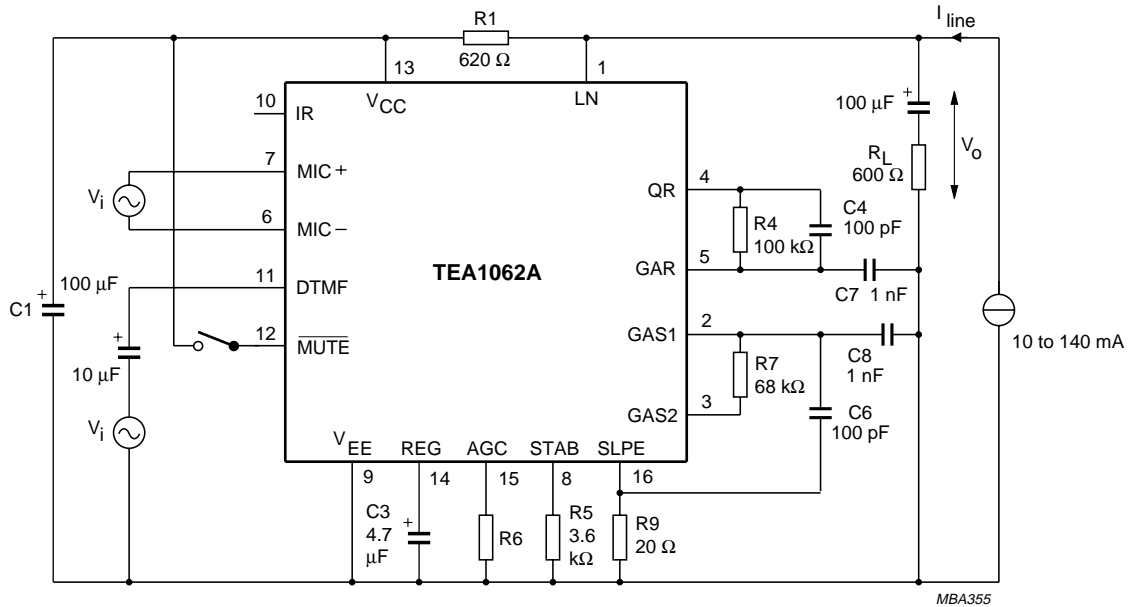 R1
I line
620 Ω
13
1
VCC
LN
10
IR
100 µF
Vo
7
MIC+
RL
600 Ω
4
QR
Vi
C4
100 pF
6
MIC−
R4
100 kΩ
TEA1062A
5
GAR
11
DTMF
100 µF
C1
C7 1 nF
2
GAS1
12
MUTE
10 to 140 mA
C8
1 nF
10 µF
R7
68 kΩ
3
GAS2
C6
100 pF
Vi
VEE
REG
AGC
STAB
SLPE
9
14
15
8
16
C3
4.7
µF
R6
R5
3.6
kΩ
R9
20 Ω
MBA355